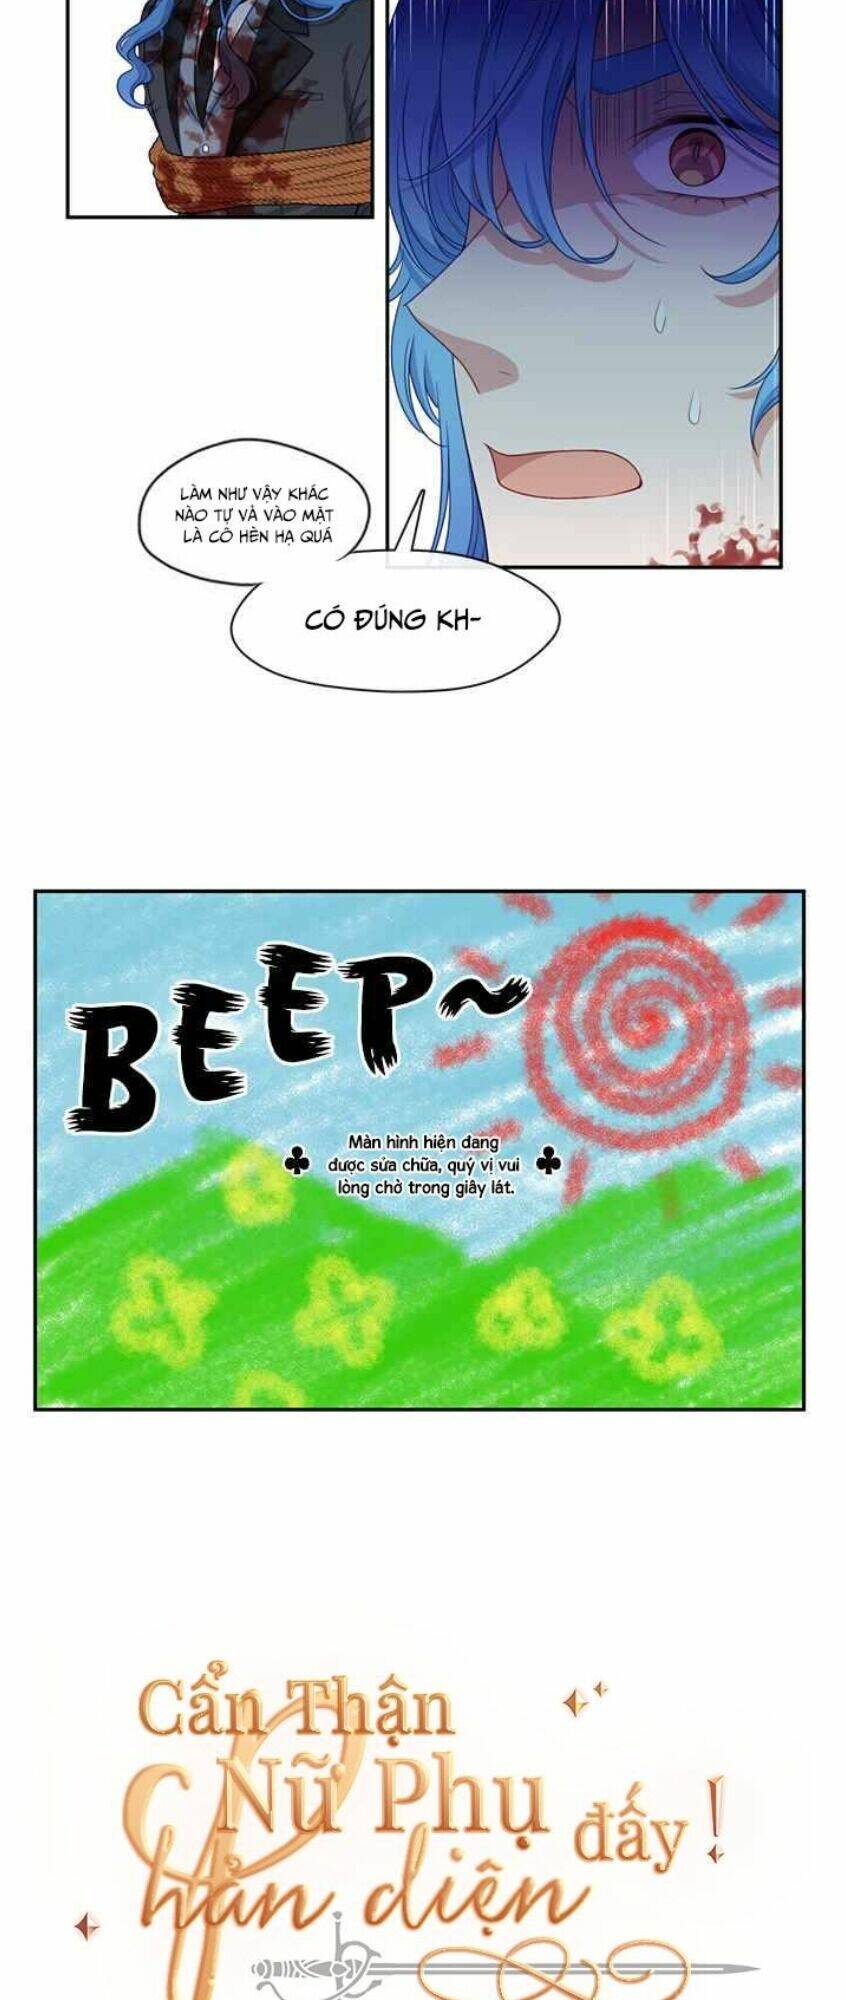 LÀM NHƯ VẬY KHÁC
NÀO TỰ VẢ VÀO MẶT
LÀ CÔ HÈN HẠ QUÁ
CÓ ĐÚNG KH-
BEEP~
♣ Màn hình hiện đang ♣
được sửa chữa, quý vị vui
lòng chờ trong giây lát.
Cẩn Thận
Nữ Phụ
đấy!
hản diện